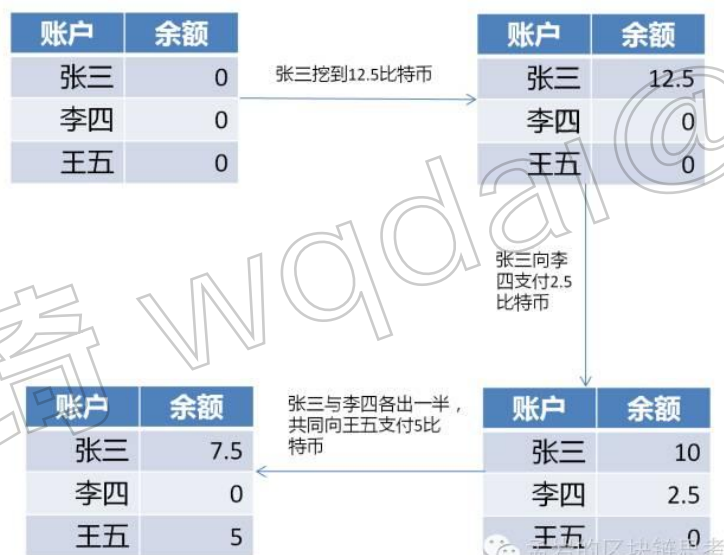 账户 余额
张三 0
李四 0
王五 0
张三挖到12.5比特币
账户 余额
张三 12.5
李四 0
王五 0
张三向李
四支付2.5
比特币
账户 余额
张三 10
李四 2.5
王五 0
张三与李四各出一半，
共同向王五支付5比
特币
账户 余额
张三 7.5
李四 0
王五 5
wqdai@